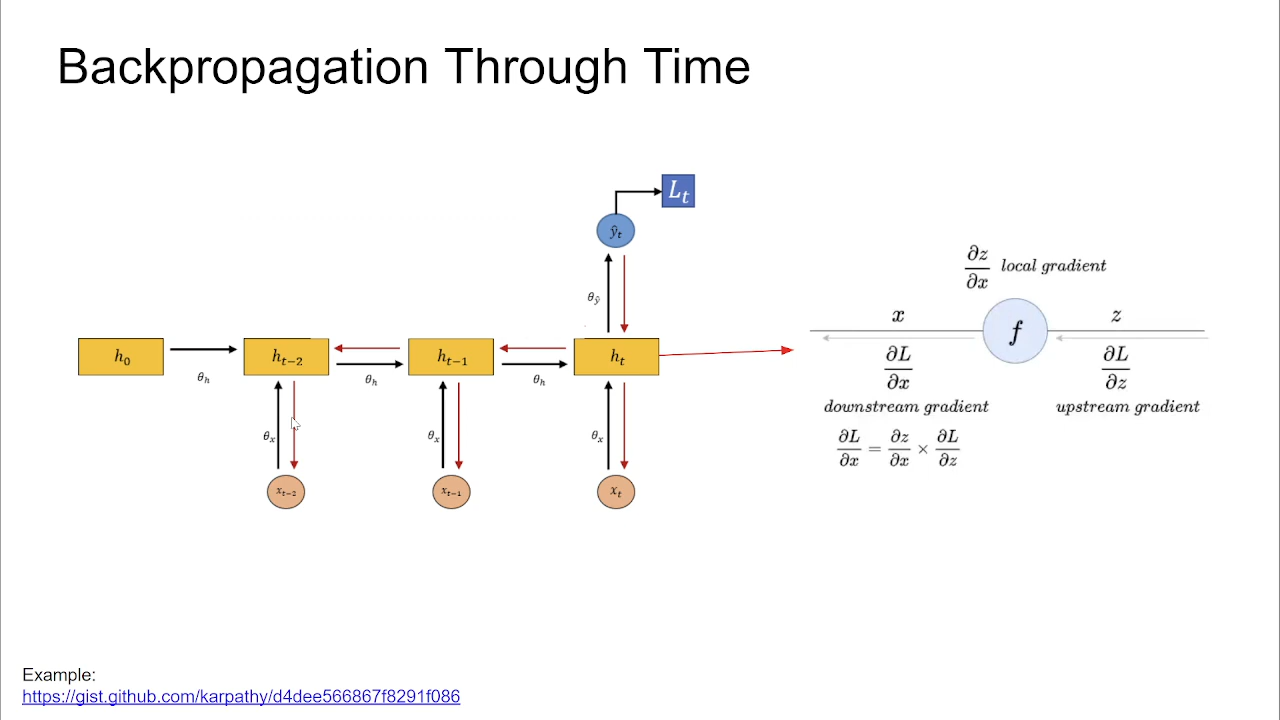 Backpropagation Through Time
L_t
ŷ_t
θ_ŷ
∂z/∂x local gradient
x z
f
h_0 h_{t−2} h_{t−1} h_t
θ_h θ_h θ_h
∂L/∂x ∂L/∂z
downstream gradient upstream gradient
θ_x θ_x θ_x
∂L/∂x = ∂z/∂x × ∂L/∂z
x_{t−2} x_{t−1} x_t
Example:
https://gist.github.com/karpathy/d4dee566867f8291f086